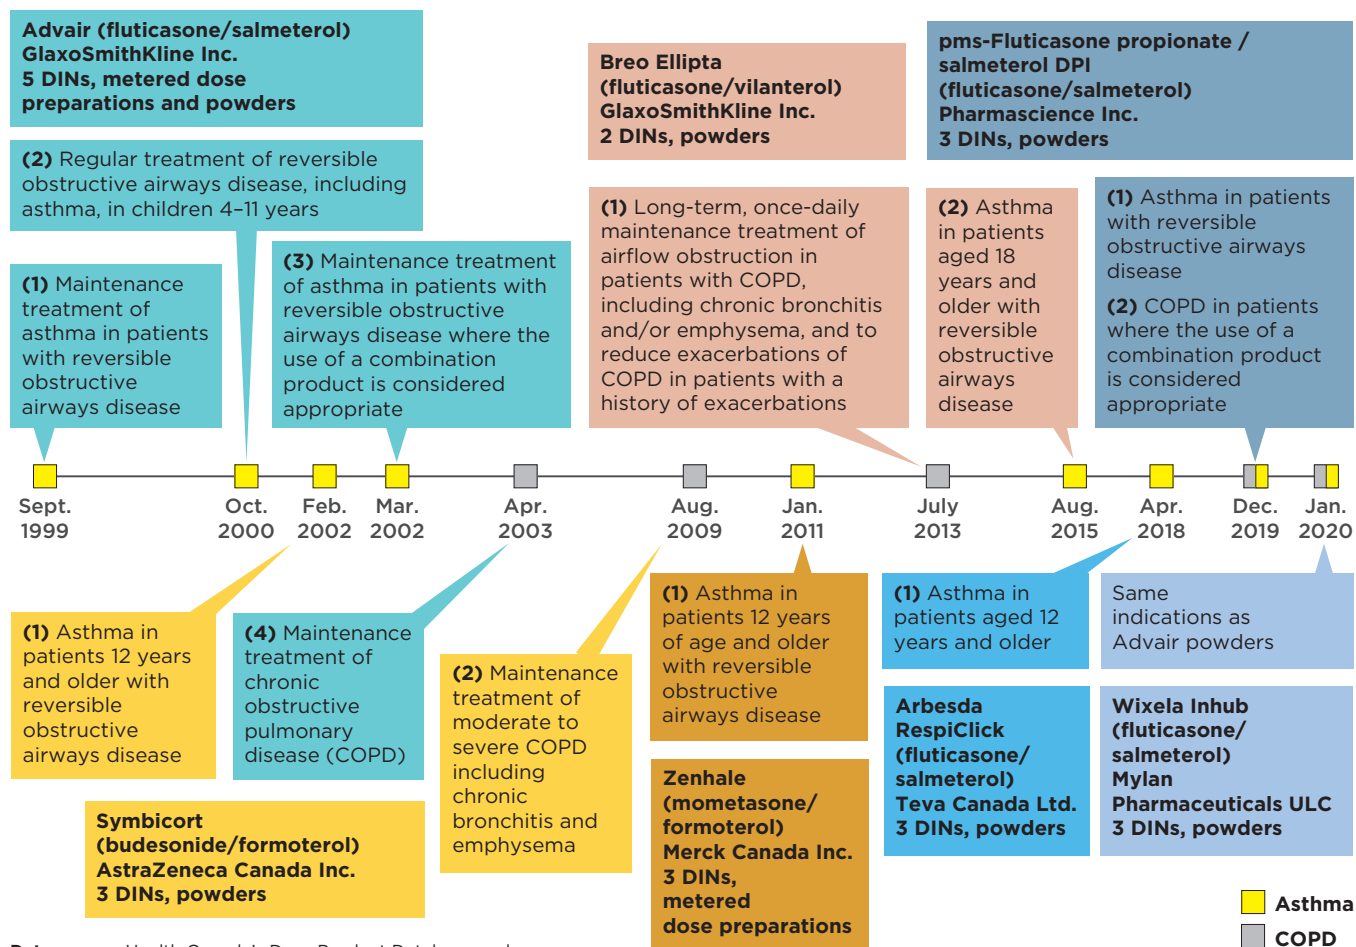 Advair (fluticasone/salmeterol)
GlaxoSmithKline Inc.
5 DINs, metered dose
preparations and powders
(2) Regular treatment of reversible
obstructive airways disease, including
asthma, in children 4–11 years
(1) Maintenance
treatment of
asthma in patients
with reversible
obstructive
airways disease
(3) Maintenance treatment
of asthma in patients with
reversible obstructive
airways disease where the
use of a combination
product is considered
appropriate
Breo Ellipta
(fluticasone/vilanterol)
GlaxoSmithKline Inc.
2 DINs, powders
(1) Long-term, once-daily
maintenance treatment of
airflow obstruction in
patients with COPD,
including chronic bronchitis
and/or emphysema, and to
reduce exacerbations of
COPD in patients with a
history of exacerbations
(2) Asthma
in patients
aged 18
years and
older with
reversible
obstructive
airways
disease
pms-Fluticasone propionate /
salmeterol DPI
(fluticasone/salmeterol)
Pharmascience Inc.
3 DINs, powders
(1) Asthma in patients
with reversible
obstructive airways
disease
(2) COPD in patients
where the use of a
combination product
is considered
appropriate
Sept.
1999
Oct.
2000
Feb.
2002
Mar.
2002
Apr.
2003
Aug.
2009
Jan.
2011
July
2013
Aug.
2015
Apr.
2018
Dec.
2019
Jan.
2020
(1) Asthma in
patients 12 years
and older with
reversible
obstructive
airways disease
(4) Maintenance
treatment of
chronic
obstructive
pulmonary
disease (COPD)
(2) Maintenance
treatment of
moderate to
severe COPD
including
chronic
bronchitis and
emphysema
Symbicort
(budesonide/formoterol)
AstraZeneca Canada Inc.
3 DINs, powders
(1) Asthma in
patients 12 years
of age and older
with reversible
obstructive
airways disease
Zenhale
(mometasone/
formoterol)
Merck Canada Inc.
3 DINs,
metered
dose preparations
(1) Asthma in
patients aged 12
years and older
Arbesda
RespiClick
(fluticasone/
salmeterol)
Teva Canada Ltd.
3 DINs, powders
Same
indications as
Advair powders
Wixela Inhub
(fluticasone/
salmeterol)
Mylan
Pharmaceuticals ULC
3 DINs, powders
Asthma
COPD